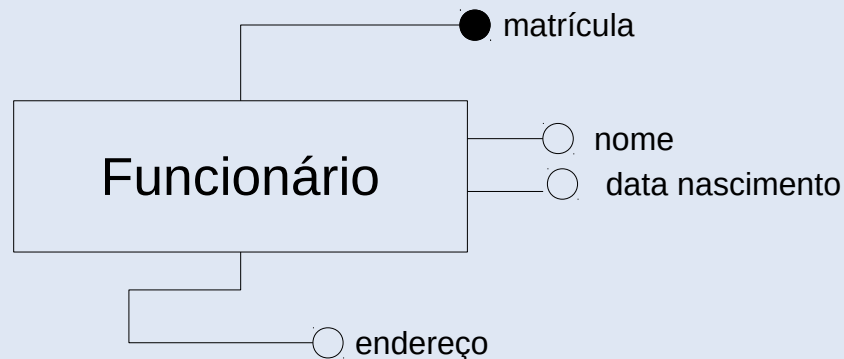 matrícula
nome
Funcionário
data nascimento
endereço